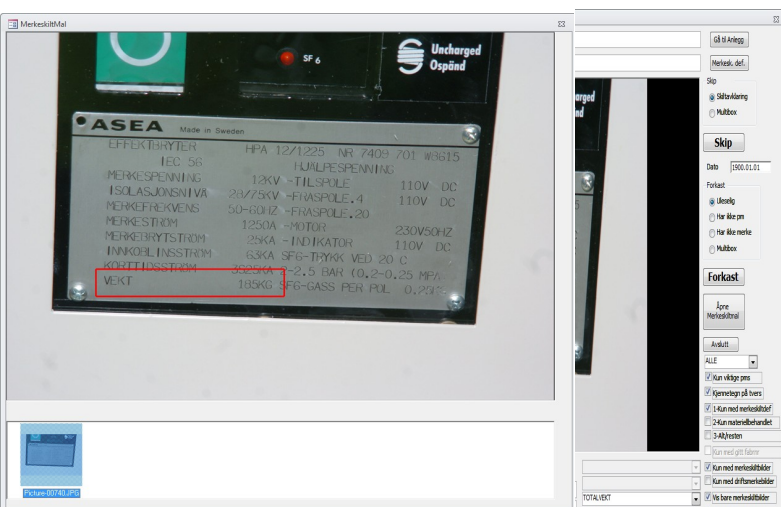 MerkeskiltMal
SF6
Uncharged
Ospänd
ASEA Made in Sweden
EFFEKTBRYTER HPA 12/1225 NR 7409 701 W8615
IEC 56 HJALPESPENNING
MERKESPENNING 12KV -TILSPOLE 110V DC
ISOLASJONSNIVÅ 28/75KV -FRASPOLE.4 110V DC
MERKEFREKVENS 50-60HZ -FRASPOLE.20
MERKESTRØM 1250A -MOTOR 230V50HZ
MERKEBRYTSTRØM 25KA -INDIKATOR 110V DC
INNKOBLINSSTRØM 63KA SF6-TRYKK VED 20 C
KORTTIDSSTRØM 2-2.5 BAR (0.2-0.25 MPA
VEKT 185KG SF6-GASS PER POL
Picture-00740.JPG
arged
nd
Gå til Anlegg
Merkesk. def.
Skip
Skiltavklaring
Multibox
Skip
Dato 1900.01.01
Forkast
Uleselig
Har ikke pm
Har ikke merke
Multibox
Forkast
Åpne
Merkeskiltmal
Avslutt
ALLE
Kun viktige pms
Kjennetegn på tvers
1-Kun med merkeskiltdef
2-Kun materiellbehandlet
3-Alt/resten
Kun med gitt fabnr
Kun med merkeskiltbilder
Kun med driftsmerkebilder
TOTALVEKT
Vis bare merkeskiltbilder